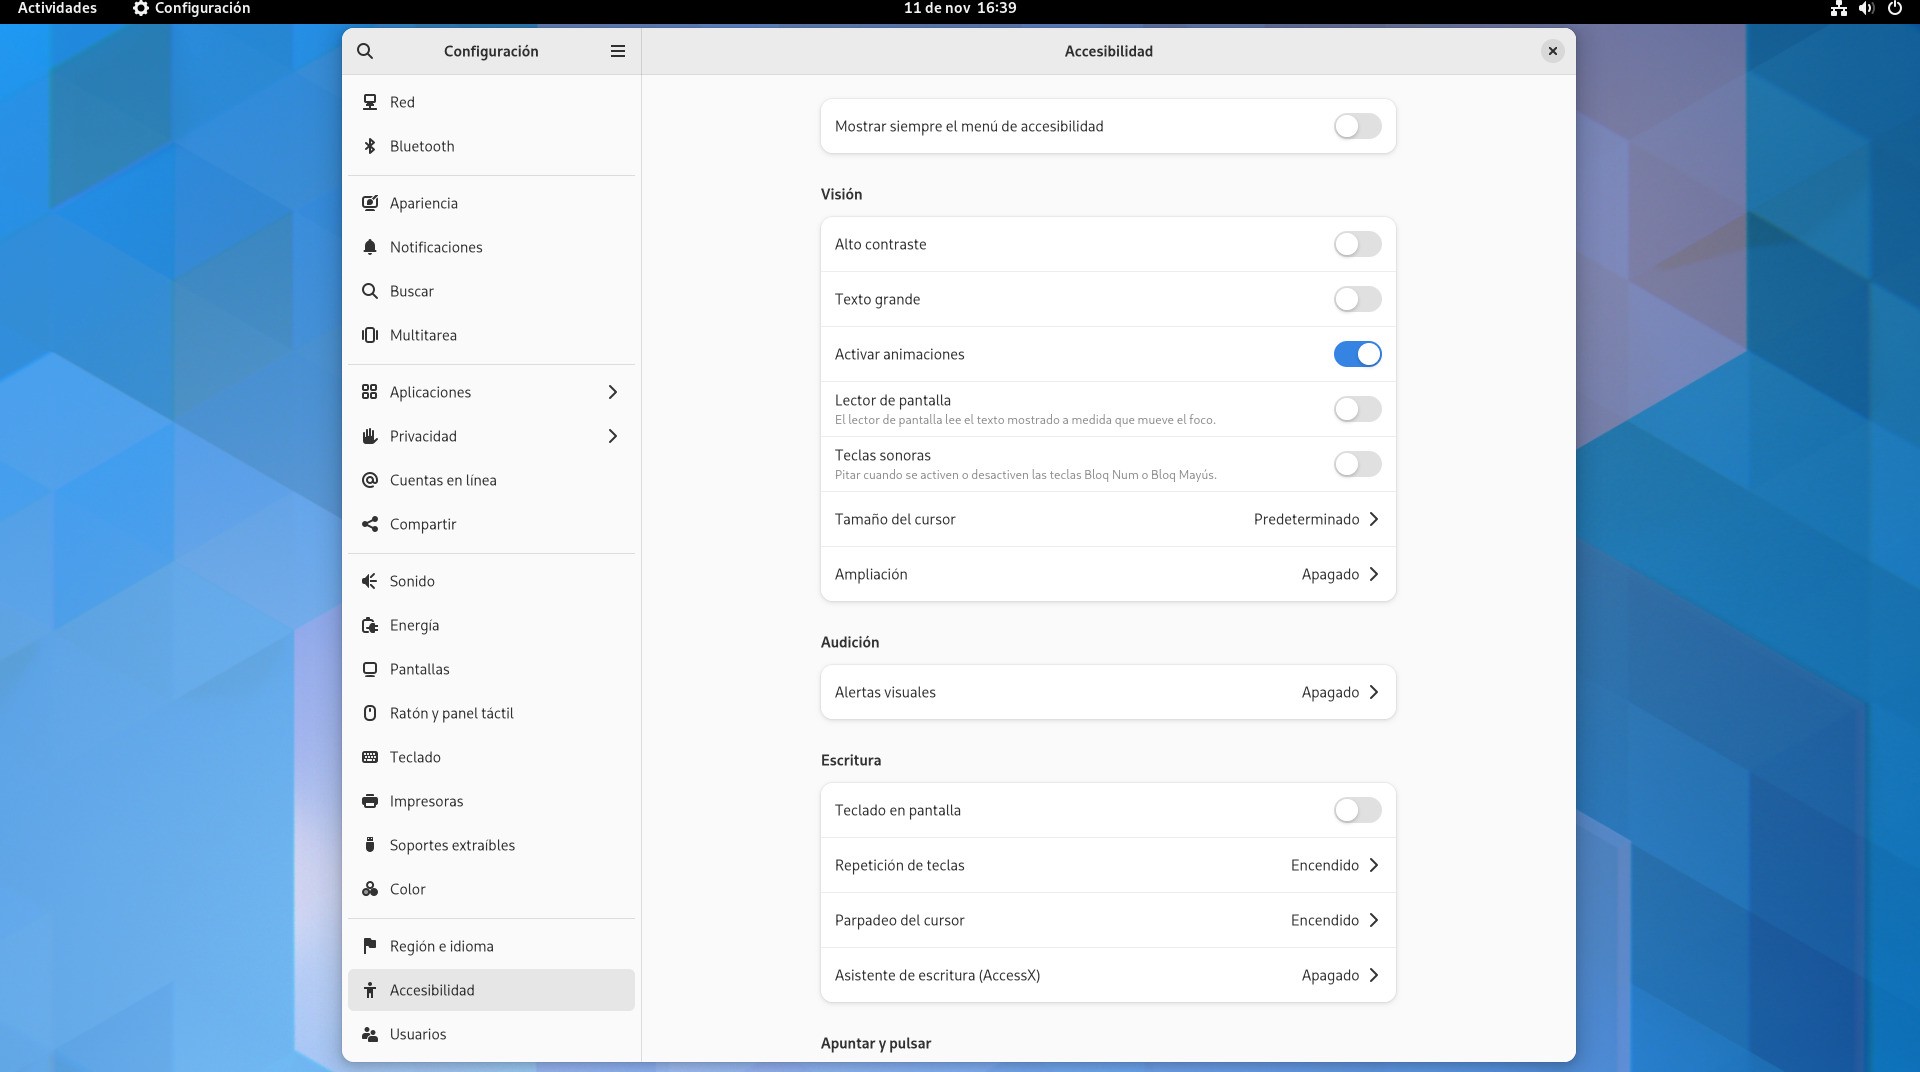 Actividades
Configuración
11 de nov 16:39
Configuración
Accesibilidad
Red
Bluetooth
Apariencia
Notificaciones
Buscar
Multitarea
Aplicaciones
Privacidad
Cuentas en línea
Compartir
Sonido
Energía
Pantallas
Ratón y panel táctil
Teclado
Impresoras
Soportes extraíbles
Color
Región e idioma
Accesibilidad
Usuarios
Mostrar siempre el menú de accesibilidad
Visión
Alto contraste
Texto grande
Activar animaciones
Lector de pantalla
El lector de pantalla lee el texto mostrado a medida que mueve el foco.
Teclas sonoras
Pitar cuando se activen o desactiven las teclas Bloq Num o Bloq Mayús.
Tamaño del cursor Predeterminado
Ampliación Apagado
Audición
Alertas visuales Apagado
Escritura
Teclado en pantalla
Repetición de teclas Encendido
Parpadeo del cursor Encendido
Asistente de escritura (AccessX) Apagado
Apuntar y pulsar